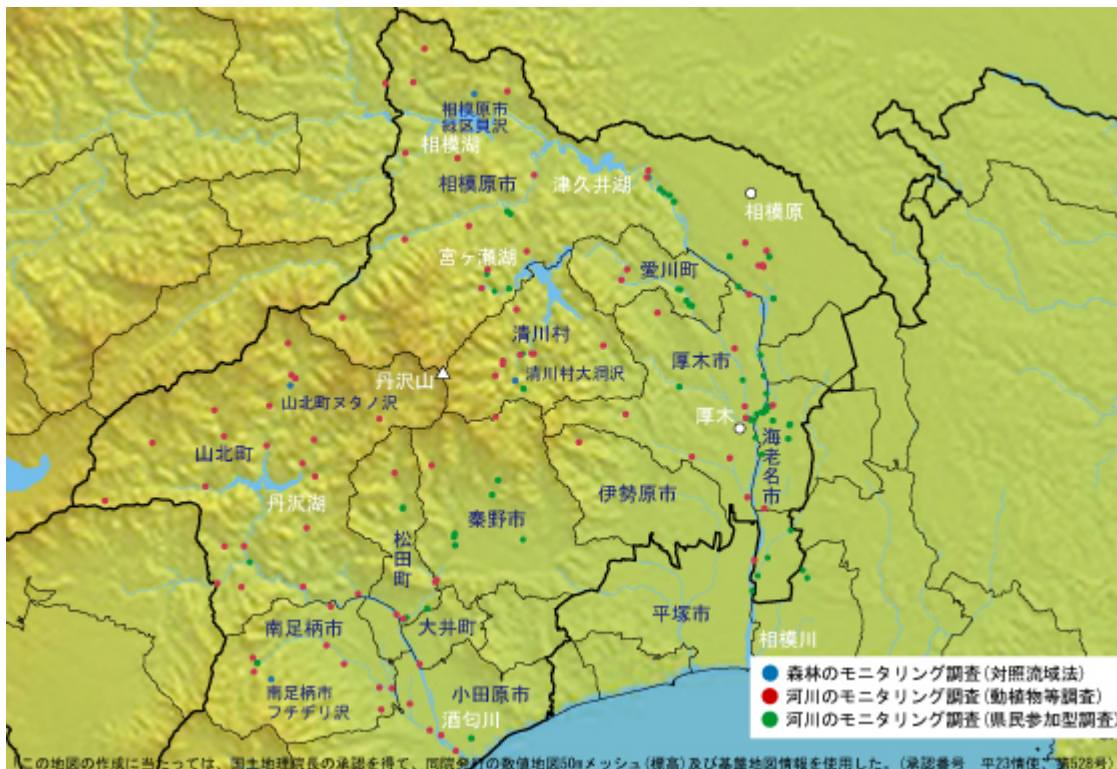 相模原市
緑区貝沢
相模湖
相模原市
津久井湖
相模原
宮ヶ瀬湖
愛川町
清川村
厚木市
丹沢山
清川村大洞沢
山北町ヌタノ沢
厚木
海老名市
山北町
丹沢湖
伊勢原市
秦野市
松田町
平塚市
大井町
南足柄市
相模川
小田原市
南足柄市
フチヂリ沢
酒匂川
森林のモニタリング調査(対照流域法)
河川のモニタリング調査(動植物等調査)
河川のモニタリング調査(県民参加型調査)
この地図の作成に当たっては、国土地理院長の承認を得て、同院発行の数値地図50mメッシュ(標高)及び基盤地図情報を使用した。(承認番号 平23情使、第528号)